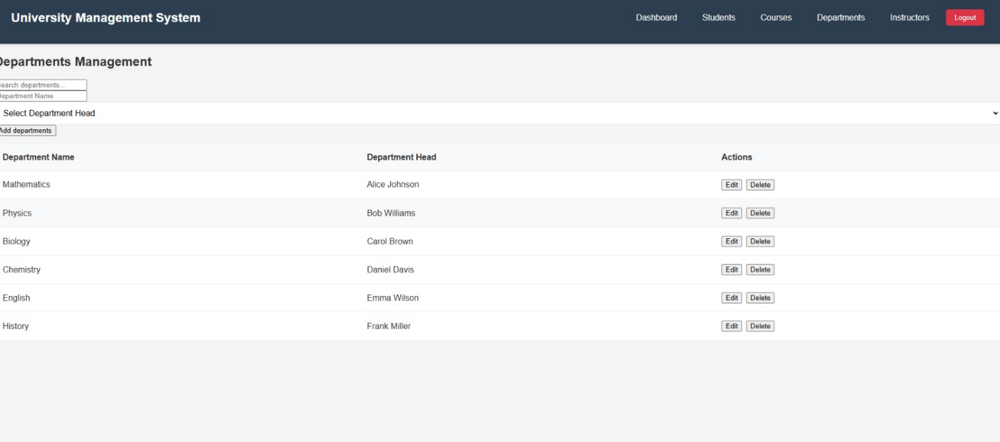 University Management System Dashboard Students Courses Departments Instructors Logout
Departments Management
Search departments...
Department Name
Select Department Head
Add departments
Department Name Department Head Actions
Mathematics Alice Johnson Edit Delete
Physics Bob Williams Edit Delete
Biology Carol Brown Edit Delete
Chemistry Daniel Davis Edit Delete
English Emma Wilson Edit Delete
History Frank Miller Edit Delete